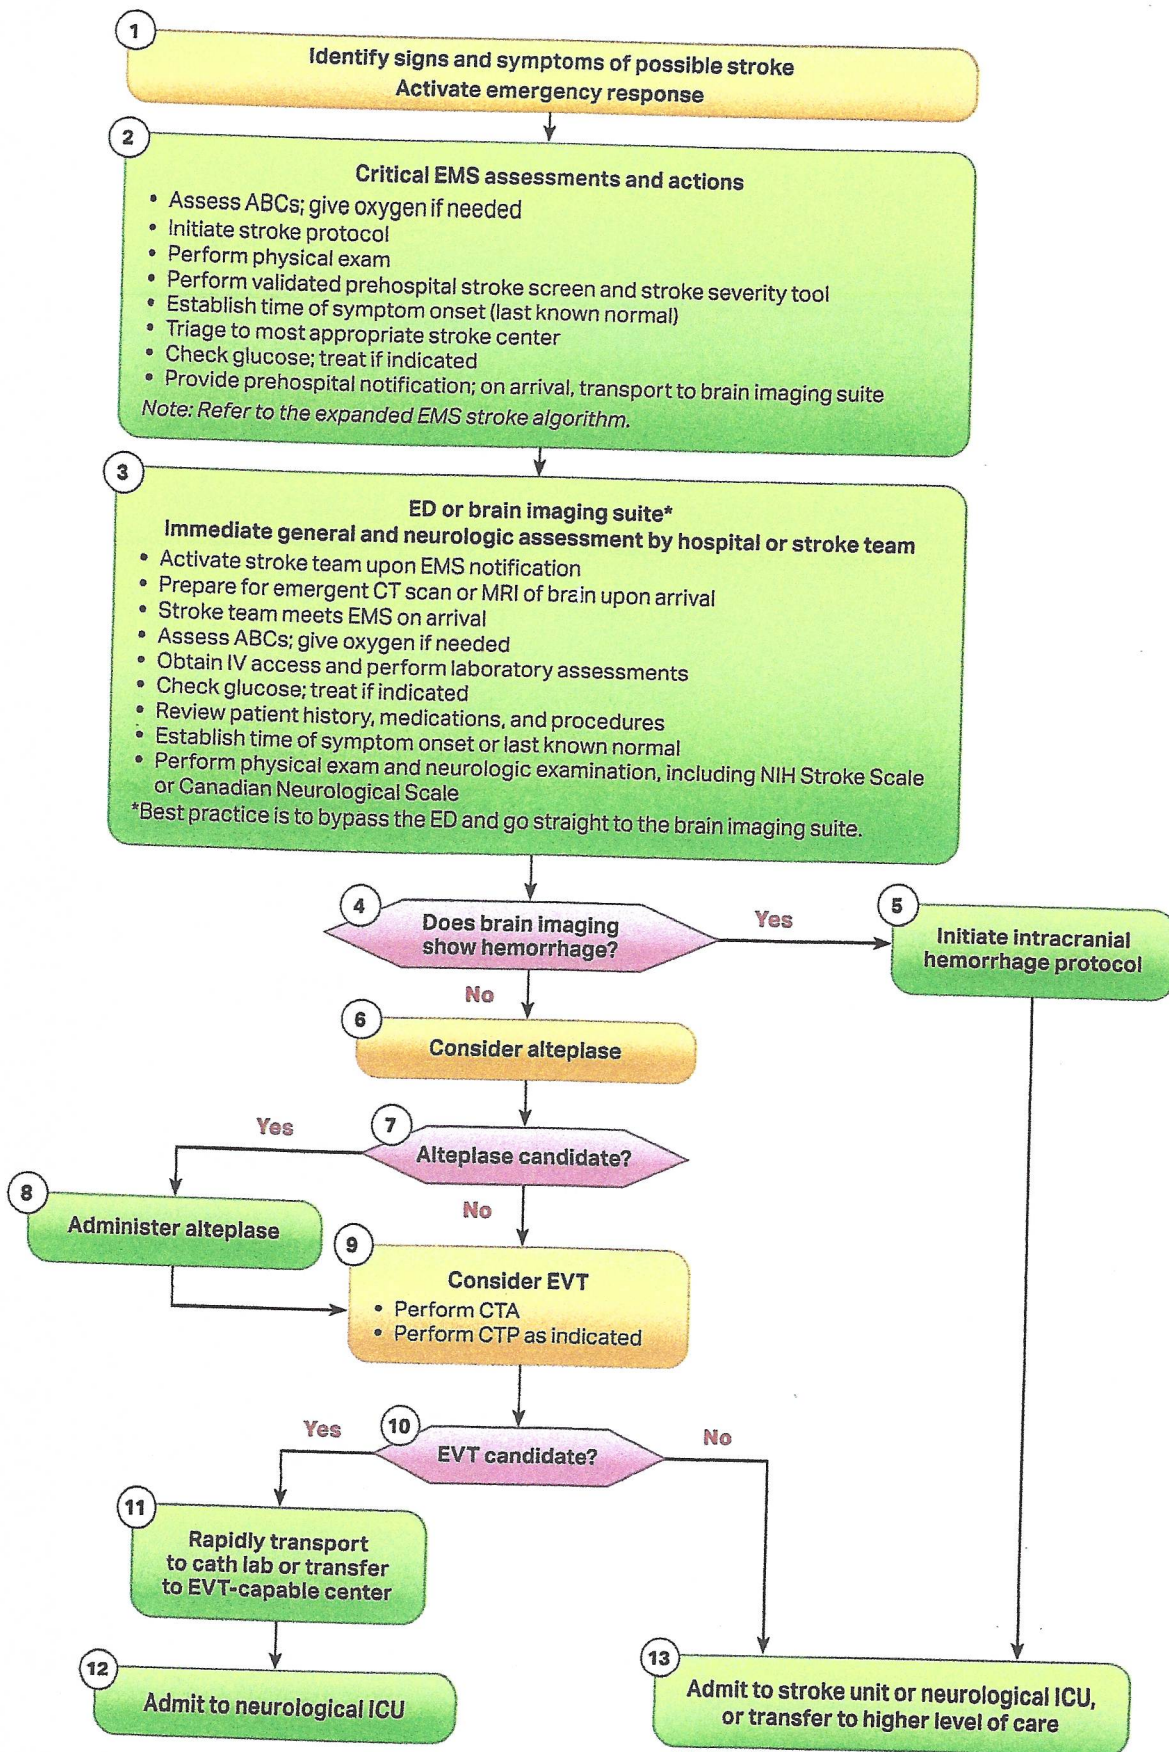 1
Identify signs and symptoms of possible stroke
Activate emergency response
2
Critical EMS assessments and actions
• Assess ABCs; give oxygen if needed
• Initiate stroke protocol
• Perform physical exam
• Perform validated prehospital stroke screen and stroke severity tool
• Establish time of symptom onset (last known normal)
• Triage to most appropriate stroke center
• Check glucose; treat if indicated
• Provide prehospital notification; on arrival, transport to brain imaging suite
Note: Refer to the expanded EMS stroke algorithm.
3
ED or brain imaging suite*
Immediate general and neurologic assessment by hospital or stroke team
• Activate stroke team upon EMS notification
• Prepare for emergent CT scan or MRI of brain upon arrival
• Stroke team meets EMS on arrival
• Assess ABCs; give oxygen if needed
• Obtain IV access and perform laboratory assessments
• Check glucose; treat if indicated
• Review patient history, medications, and procedures
• Establish time of symptom onset or last known normal
• Perform physical exam and neurologic examination, including NIH Stroke Scale
or Canadian Neurological Scale
*Best practice is to bypass the ED and go straight to the brain imaging suite.
4
Does brain imaging
show hemorrhage?
Yes
5
Initiate intracranial
hemorrhage protocol
No
6
Consider alteplase
7
Alteplase candidate?
Yes
8
Administer alteplase
No
9
Consider EVT
• Perform CTA
• Perform CTP as indicated
10
EVT candidate?
Yes
No
11
Rapidly transport
to cath lab or transfer
to EVT-capable center
12
Admit to neurological ICU
13
Admit to stroke unit or neurological ICU,
or transfer to higher level of care